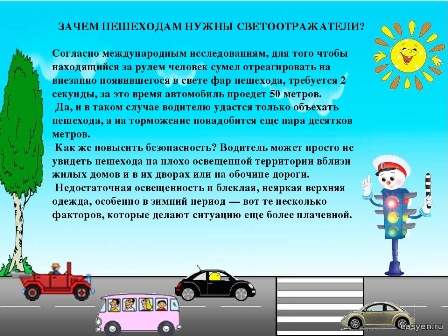 ЗАЧЕМ ПЕШЕХОДАМ НУЖНЫ СВЕТООТРАЖАТЕЛИ?
Согласно международным исследованиям, для того чтобы
находящийся за рулем человек сумел отреагировать на
внезапно появившегося в свете фар пешехода, требуется 2
секунды, за это время автомобиль проедет 50 метров.
Да, и в таком случае водителю удастся только объехать
пешехода, а на торможение понадобится еще пара десятков
метров.
Как же повысить безопасность? Водитель может просто не
увидеть пешехода на плохо освещенной территории вблизи
жилых домов и в их дворах или на обочине дороги.
Недостаточная освещенность и блеклая, неяркая верхняя
одежда, особенно в зимний период — вот те несколько
факторов, которые делают ситуацию еще более плачевной.
easyen.ru